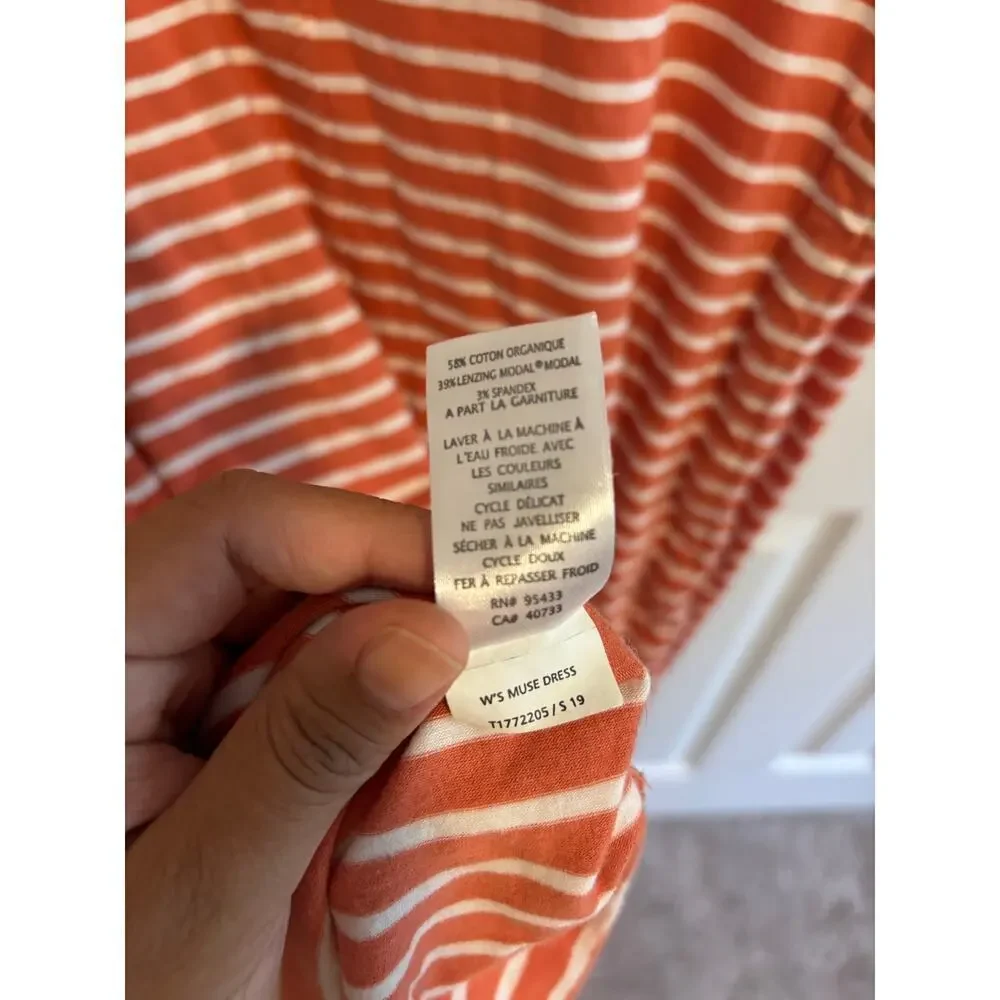 58% COTON ORGANIQUE
39% LENZING MODAL® MODAL
3% SPANDEX
A PART LA GARNITURE
LAVER À LA MACHINE À
L'EAU FROIDE AVEC
LES COULEURS
SIMILAIRES
CYCLE DÉLICAT
NE PAS JAVELLISER
SÉCHER À LA MACHINE
CYCLE DOUX
FER À REPASSER FROID
RN# 95433
CA# 40733
W'S MUSE DRESS
T1772205 / S 19